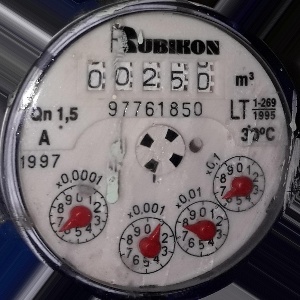 RUBIKON
00250 m³
97761850
Qn 1,5
A
1997
LT 1-269
1995
30°C
x0,0001
x0,001
x0,01
x0,1